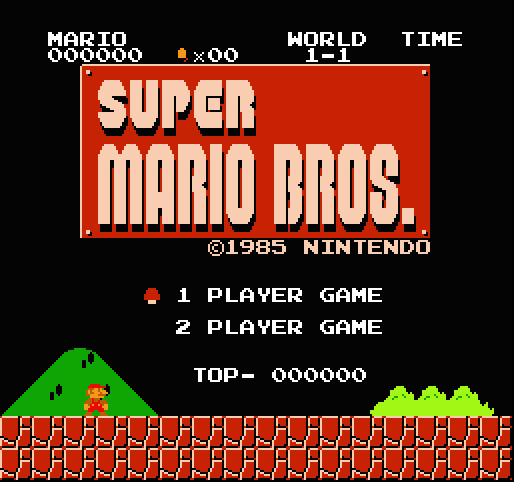 MARIO WORLD TIME
000000 ×00 1-1
SUPER
MARIO BROS.
©1985 NINTENDO
1 PLAYER GAME
2 PLAYER GAME
TOP- 000000